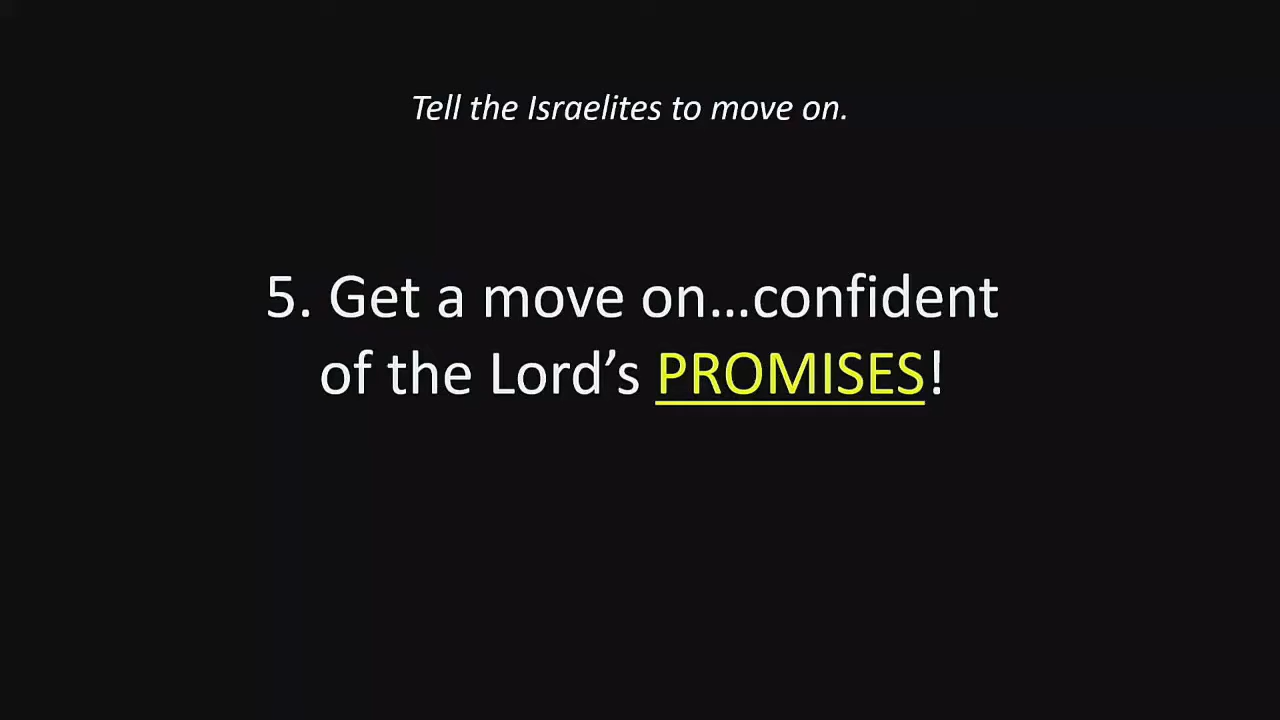 Tell the Israelites to move on.
5. Get a move on...confident
of the Lord’s PROMISES!